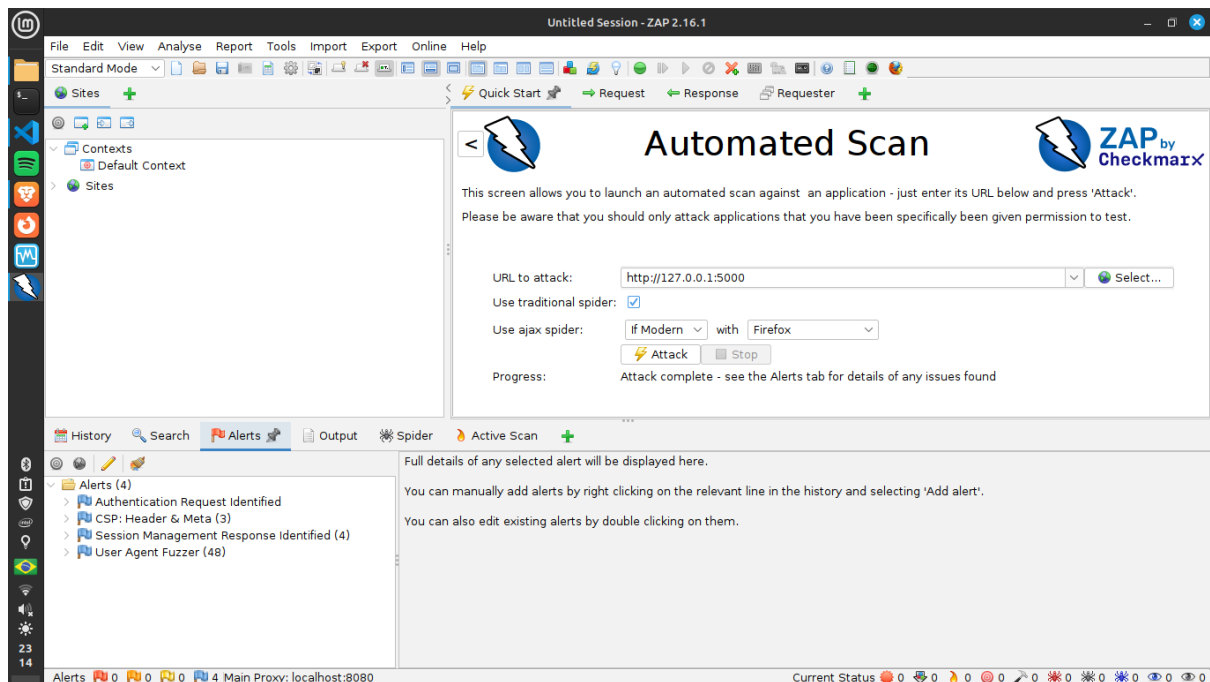 Untitled Session - ZAP 2.16.1
File Edit View Analyse Report Tools Import Export Online Help
Standard Mode
Sites
Quick Start
Request
Response
Requester
Contexts
Default Context
Sites
<
Automated Scan
ZAP by Checkmarx
This screen allows you to launch an automated scan against an application - just enter its URL below and press 'Attack'.
Please be aware that you should only attack applications that you have been specifically been given permission to test.
URL to attack:
http://127.0.0.1:5000
Select...
Use traditional spider:
Use ajax spider:
If Modern
with
Firefox
Attack
Stop
Progress:
Attack complete - see the Alerts tab for details of any issues found
History
Search
Alerts
Output
Spider
Active Scan
Alerts (4)
Authentication Request Identified
CSP: Header & Meta (3)
Session Management Response Identified (4)
User Agent Fuzzer (48)
Full details of any selected alert will be displayed here.
You can manually add alerts by right clicking on the relevant line in the history and selecting 'Add alert'.
You can also edit existing alerts by double clicking on them.
23
14
Alerts 0 0 0 4 Main Proxy: localhost:8080
Current Status 0 0 0 0 0 0 0 0 0 0